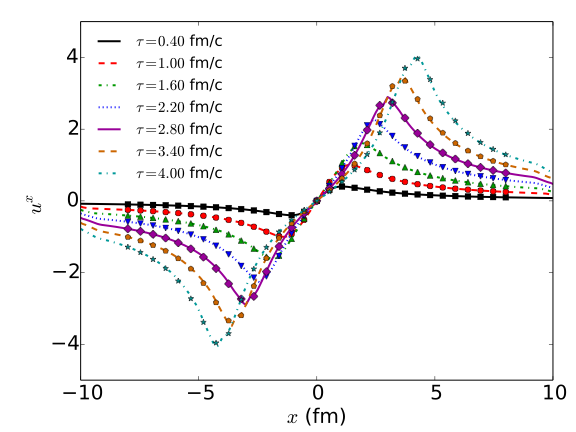 τ=0.40 fm/c
τ=1.00 fm/c
τ=1.60 fm/c
τ=2.20 fm/c
τ=2.80 fm/c
τ=3.40 fm/c
τ=4.00 fm/c
4
2
0
−2
−4
uˣ
−10 −5 0 5 10
x (fm)